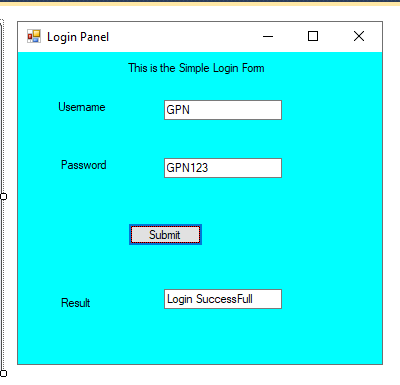 Login Panel
This is the Simple Login Form
Username GPN
Password GPN123
Submit
Result Login SuccessFull